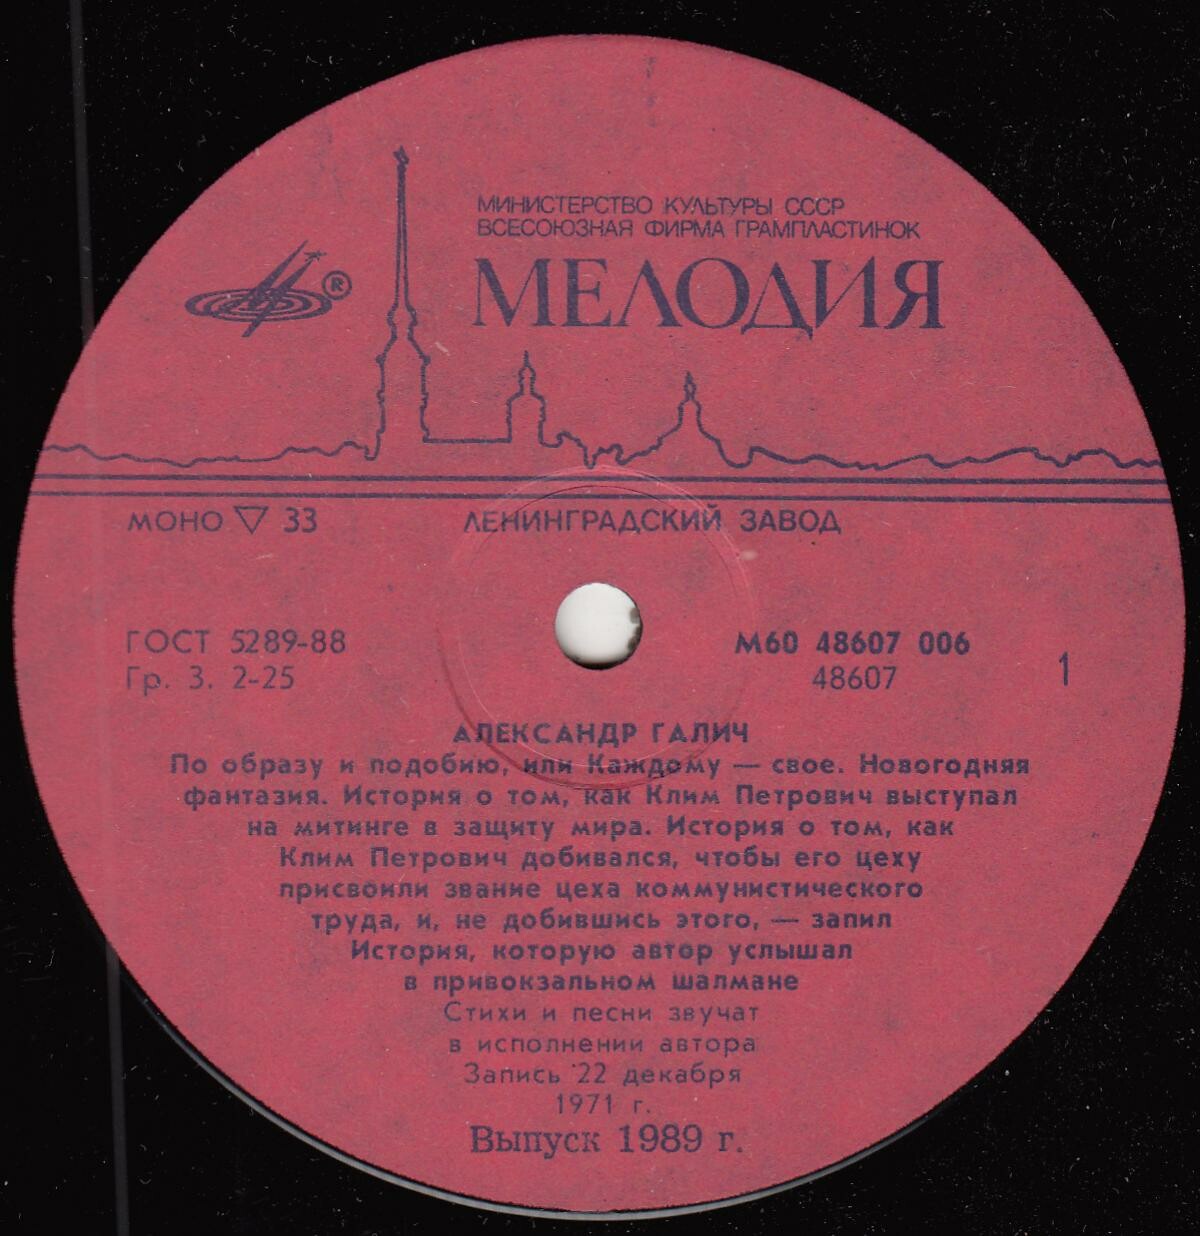 МИНИСТЕРСТВО КУЛЬТУРЫ СССР
ВСЕСОЮЗНАЯ ФИРМА ГРАМПЛАСТИНОК
МЕЛОДИЯ
®
МОНО ▽ 33
ЛЕНИНГРАДСКИЙ ЗАВОД
ГОСТ 5289-88
Гр. 3. 2-25
М60 48607 006
48607
1
АЛЕКСАНДР ГАЛИЧ
По образу и подобию, или Каждому — свое. Новогодняя
фантазия. История о том, как Клим Петрович выступал
на митинге в защиту мира. История о том, как
Клим Петрович добивался, чтобы его цеху
присвоили звание цеха коммунистического
труда, и, не добившись этого, — запил
История, которую автор услышал
в привокзальном шалмане
Стихи и песни звучат
в исполнении автора
Запись 22 декабря
1971 г.
Выпуск 1989 г.